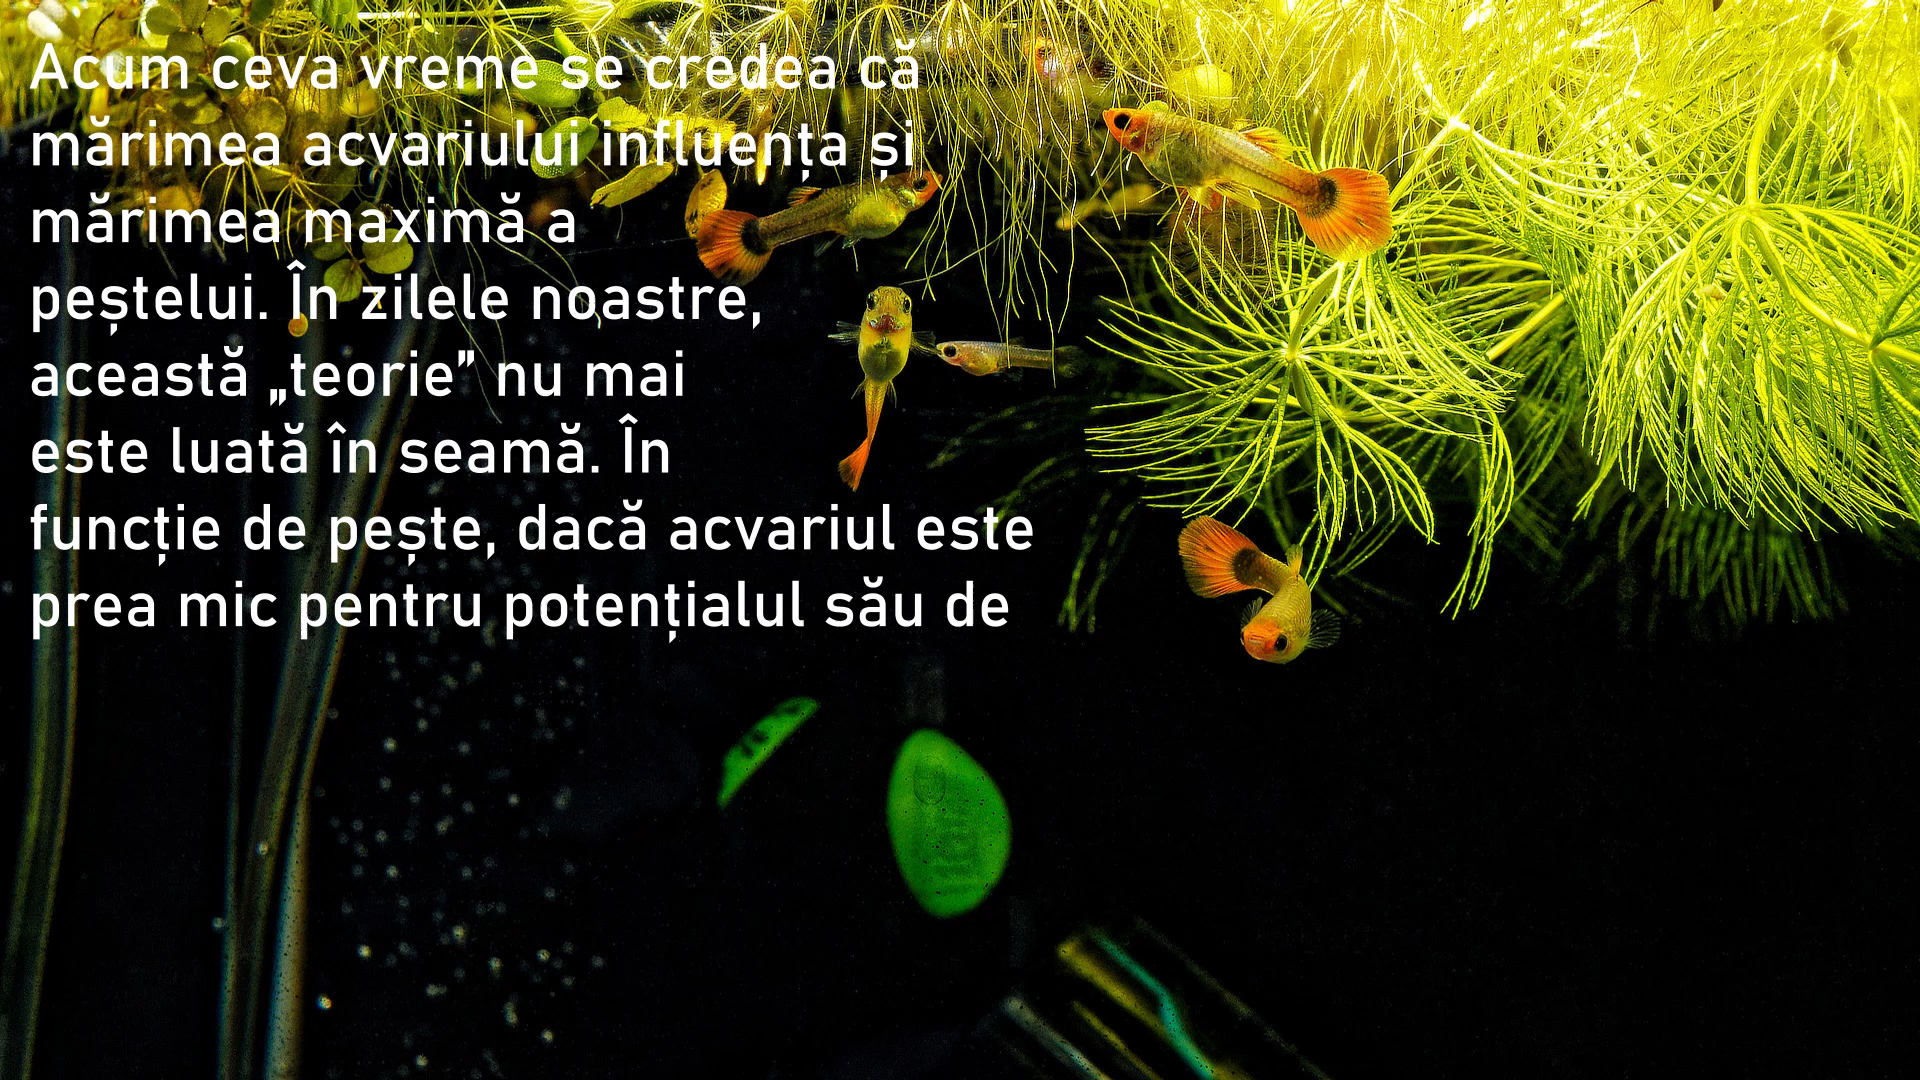 Acum ceva vreme se credea că
mărimea acvariului influența și
mărimea maximă a
peștelui. În zilele noastre,
această „teorie” nu mai
este luată în seamă. În
funcție de pește, dacă acvariul este
prea mic pentru potențialul său de